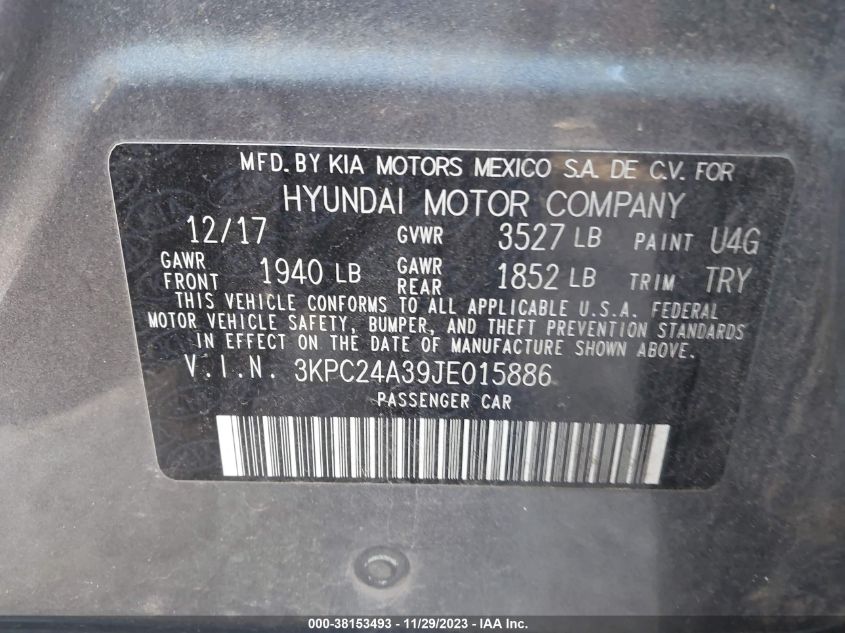 MFD. BY KIA MOTORS MEXICO S.A. DE C.V. FOR
HYUNDAI MOTOR COMPANY
12/17 GVWR 3527 LB PAINT U4G
GAWR FRONT 1940 LB GAWR REAR 1852 LB TRIM TRY
THIS VEHICLE CONFORMS TO ALL APPLICABLE U.S.A. FEDERAL
MOTOR VEHICLE SAFETY, BUMPER, AND THEFT PREVENTION STANDARDS
IN EFFECT ON THE DATE OF MANUFACTURE SHOWN ABOVE.
V.I.N. 3KPC24A39JE015886
PASSENGER CAR
000-38153493 - 11/29/2023 - IAA Inc.